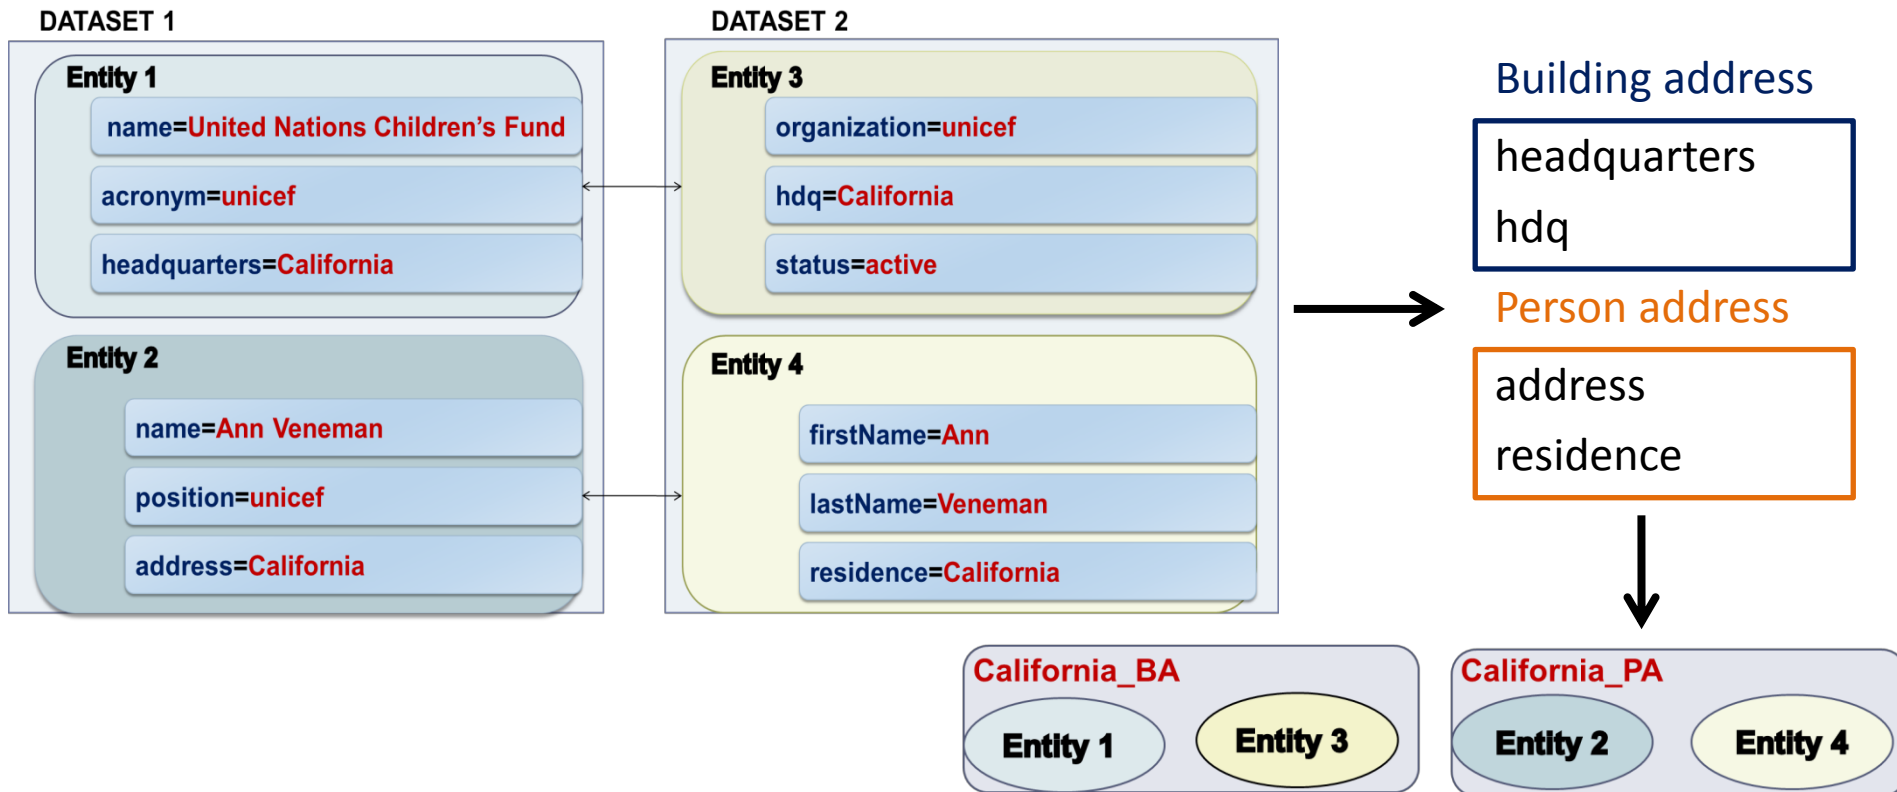 DATASET 1
Entity 1
name=United Nations Children's Fund
acronym=unicef
headquarters=California
Entity 2
name=Ann Veneman
position=unicef
address=California
DATASET 2
Entity 3
organization=unicef
hdq=California
status=active
Entity 4
firstName=Ann
lastName=Veneman
residence=California
Building address
headquarters
hdq
Person address
address
residence
California_BA
Entity 1
Entity 3
California_PA
Entity 2
Entity 4